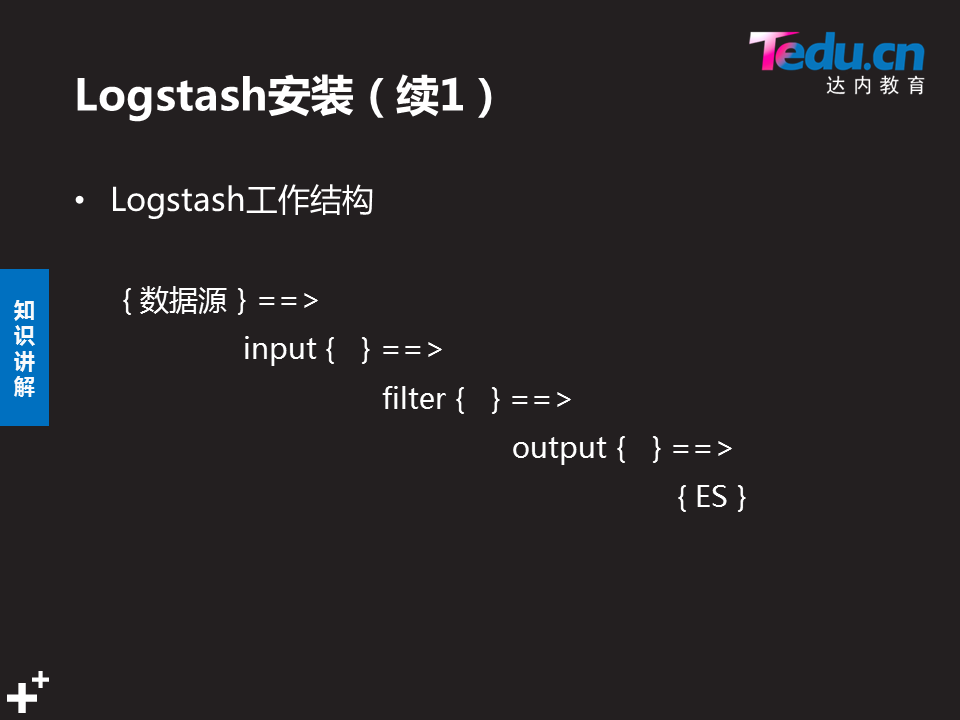 Tedu.cn
达内教育
Logstash安装（续1）
• Logstash工作结构
{ 数据源 } ==>
input {   } ==>
filter {   } ==>
output {   } ==>
{ ES }
知
识
讲
解